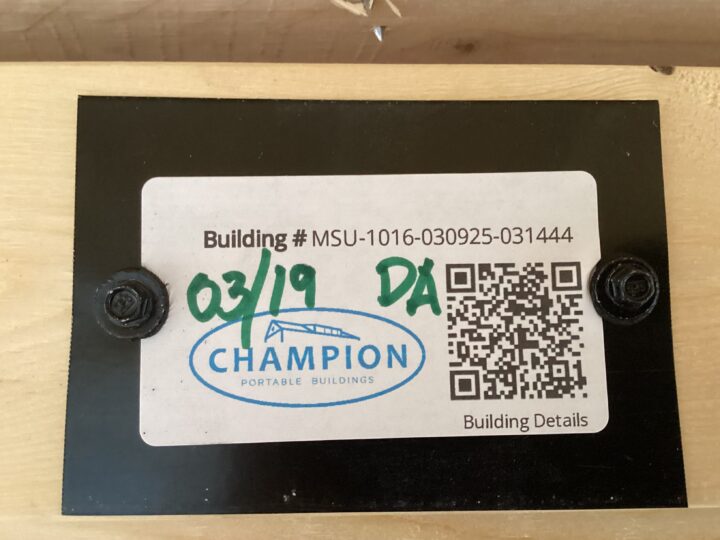 Building # MSU-1016-030925-031444
03/19 DA
CHAMPION
PORTABLE BUILDINGS
Building Details